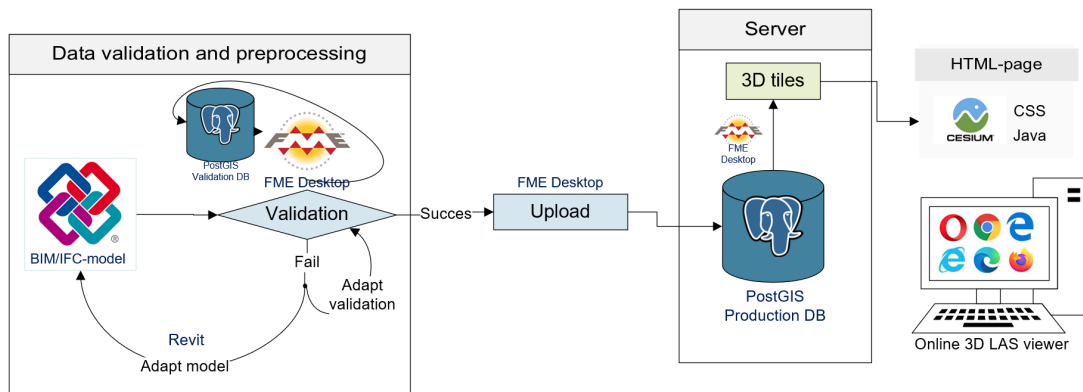 Data validation and preprocessing
PostGIS
Validation DB
FME
FME Desktop
BIM/IFC-model
®
Validation
Succes
Fail
Adapt
validation
Revit
Adapt model
FME Desktop
Upload
Server
3D tiles
FME
FME
Desktop
PostGIS
Production DB
HTML-page
CESIUM
CSS
Java
Online 3D LAS viewer